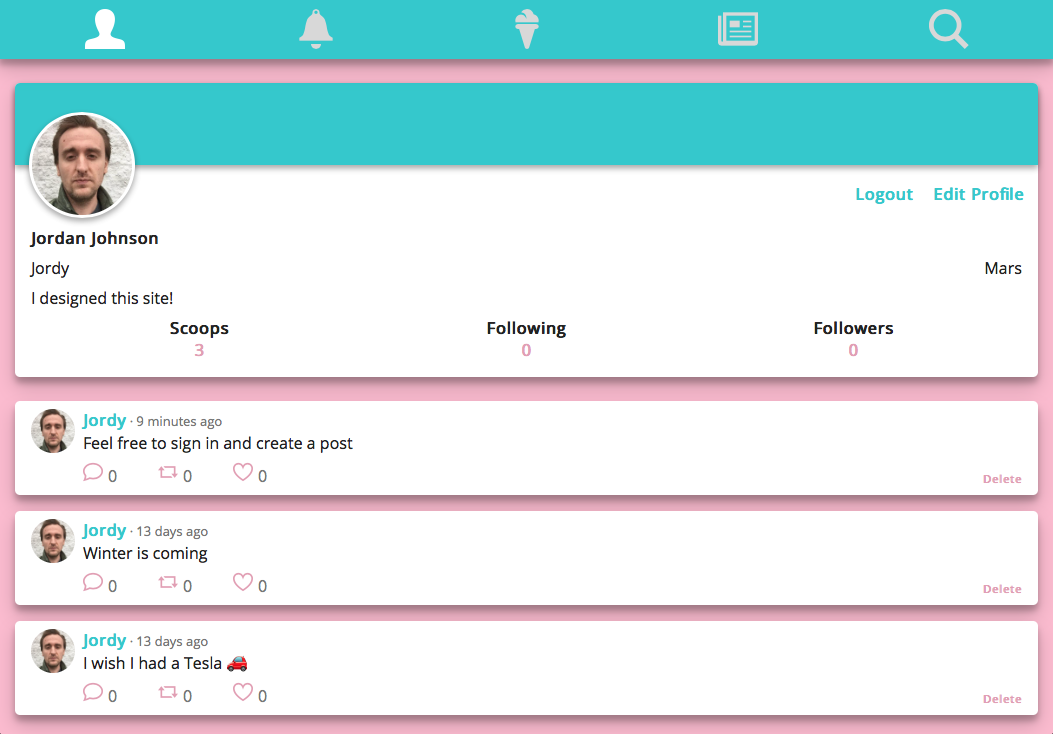 Logout Edit Profile
Jordan Johnson
Jordy Mars
I designed this site!
Scoops Following Followers
3 0 0
Jordy · 9 minutes ago
Feel free to sign in and create a post
0 0 0 Delete
Jordy · 13 days ago
Winter is coming
0 0 0 Delete
Jordy · 13 days ago
I wish I had a Tesla 🚗
0 0 0 Delete